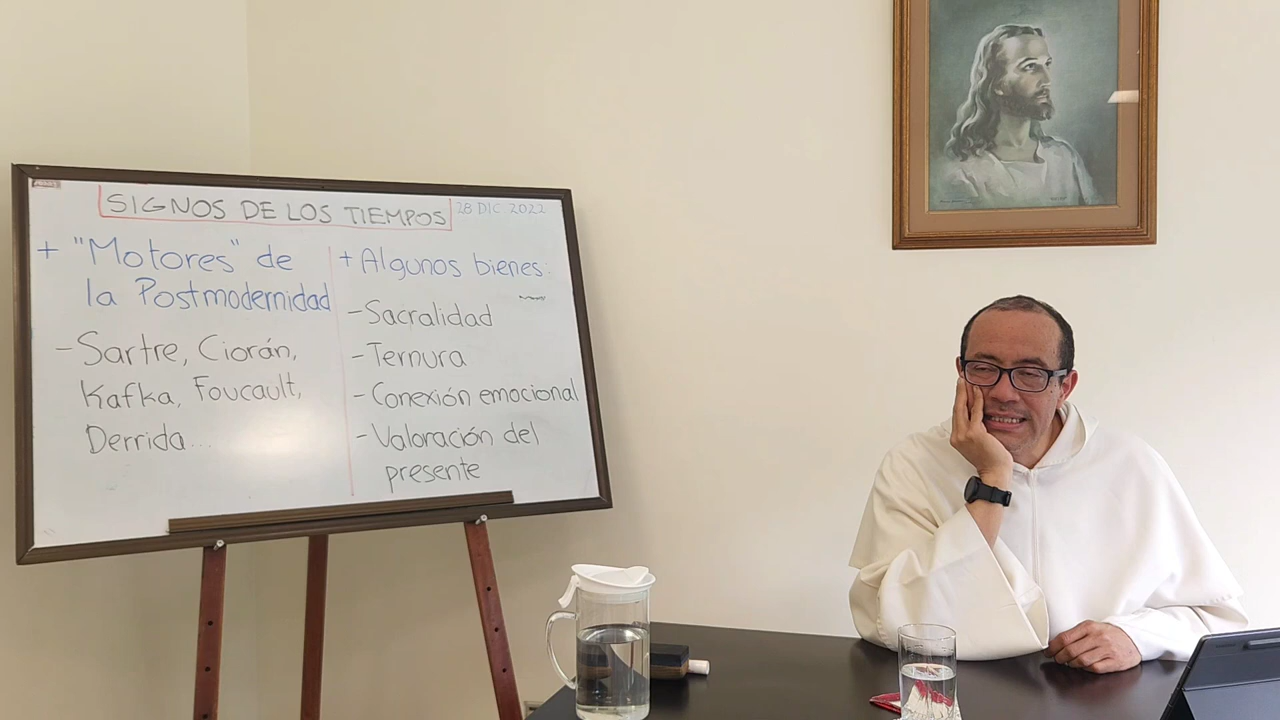 SIGNOS DE LOS TIEMPOS 28 DIC 2022
+ "Motores" de
la Postmodernidad
- Sartre, Ciorán,
Kafka, Foucault,
Derrida...
+ Algunos bienes:
- Sacralidad
- Ternura
- Conexión emocional
- Valoración del
presente